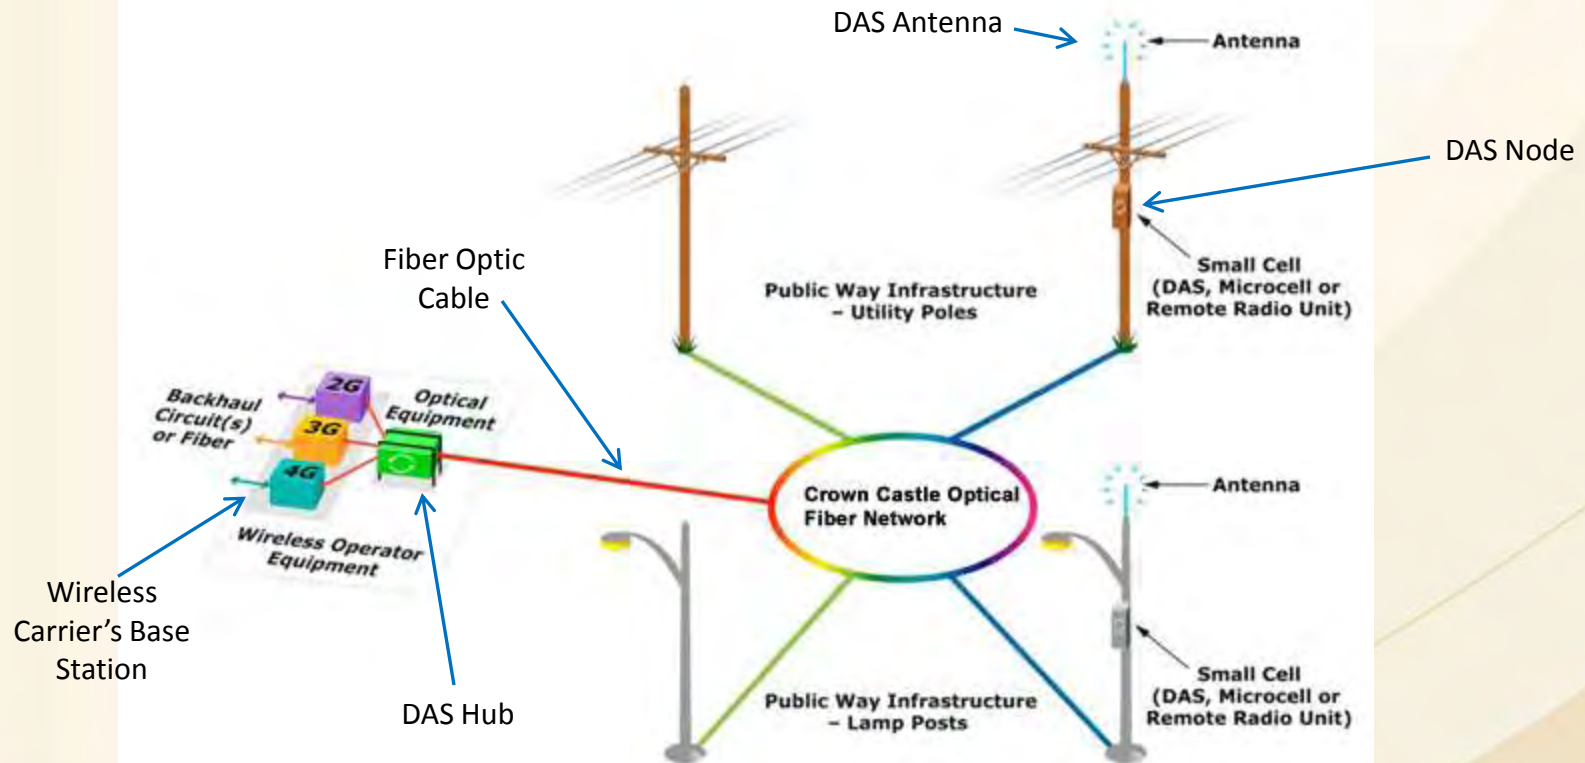 DAS Antenna
Antenna
DAS Node
Small Cell
(DAS, Microcell or
Remote Radio Unit)
Public Way Infrastructure
– Utility Poles
Fiber Optic
Cable
2G
3G
4G
Backhaul
Circuit(s)
or Fiber
Optical
Equipment
Wireless Operator
Equipment
Crown Castle Optical
Fiber Network
Antenna
Wireless
Carrier’s Base
Station
DAS Hub
Public Way Infrastructure
– Lamp Posts
Small Cell
(DAS, Microcell or
Remote Radio Unit)